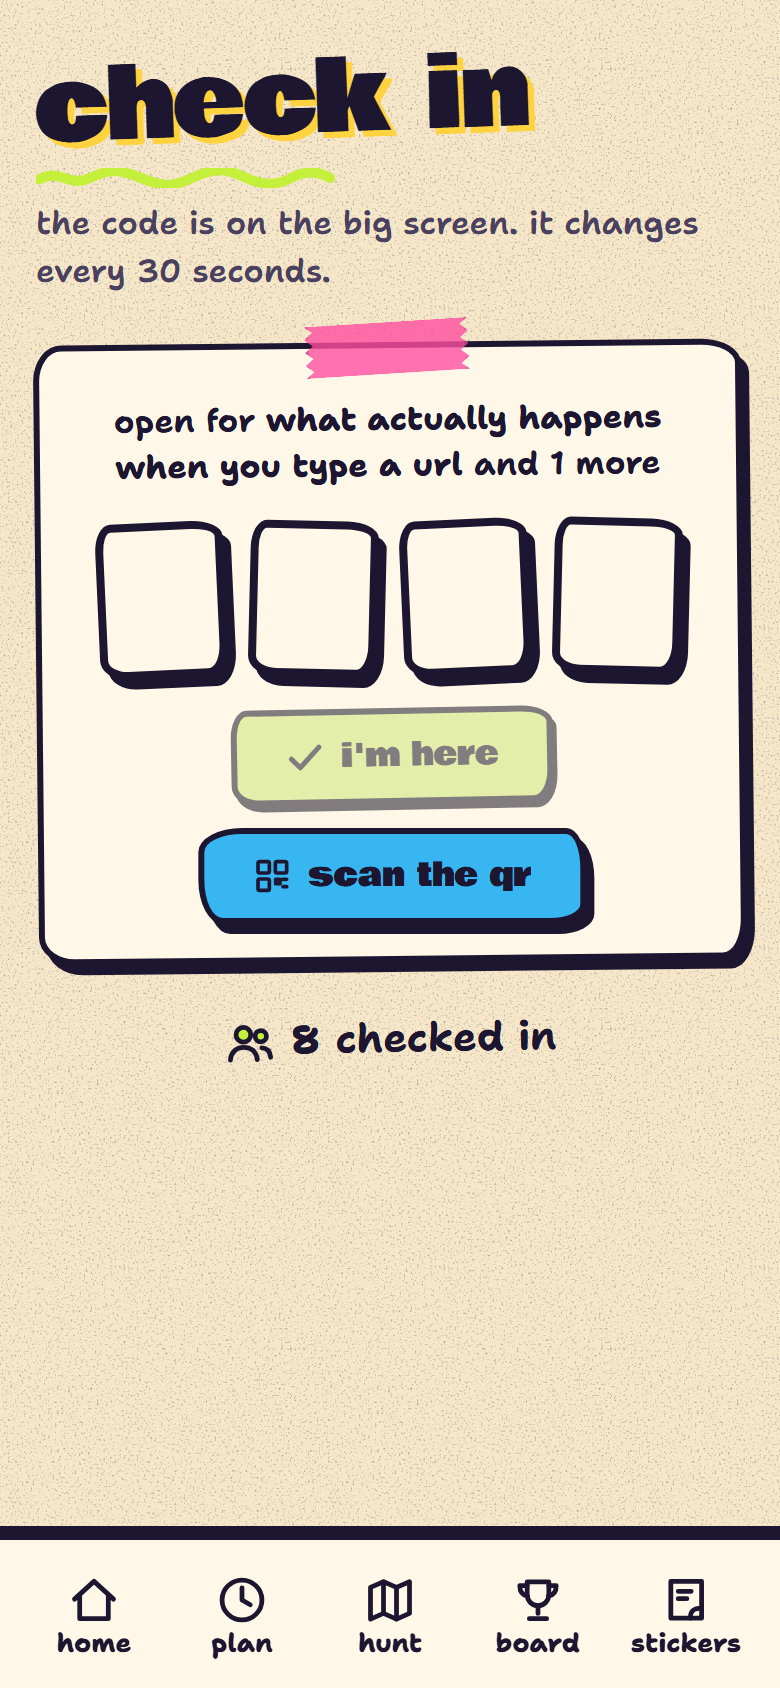 check in
the code is on the big screen. it changes
every 30 seconds.
open for what actually happens
when you type a url and 1 more
i'm here
scan the qr
8 checked in
home
plan
hunt
board
stickers